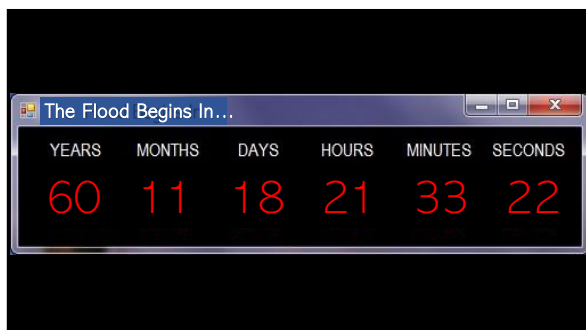 The Flood Begins In...
YEARS MONTHS DAYS HOURS MINUTES SECONDS
60 11 18 21 33 22